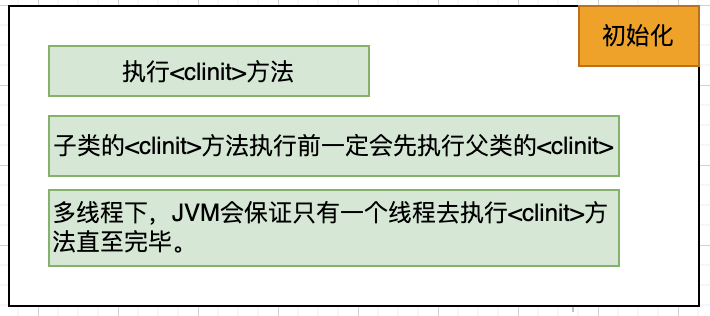 初始化
执行<clinit>方法
子类的<clinit>方法执行前一定会先执行父类的<clinit>
多线程下，JVM会保证只有一个线程去执行<clinit>方
法直至完毕。